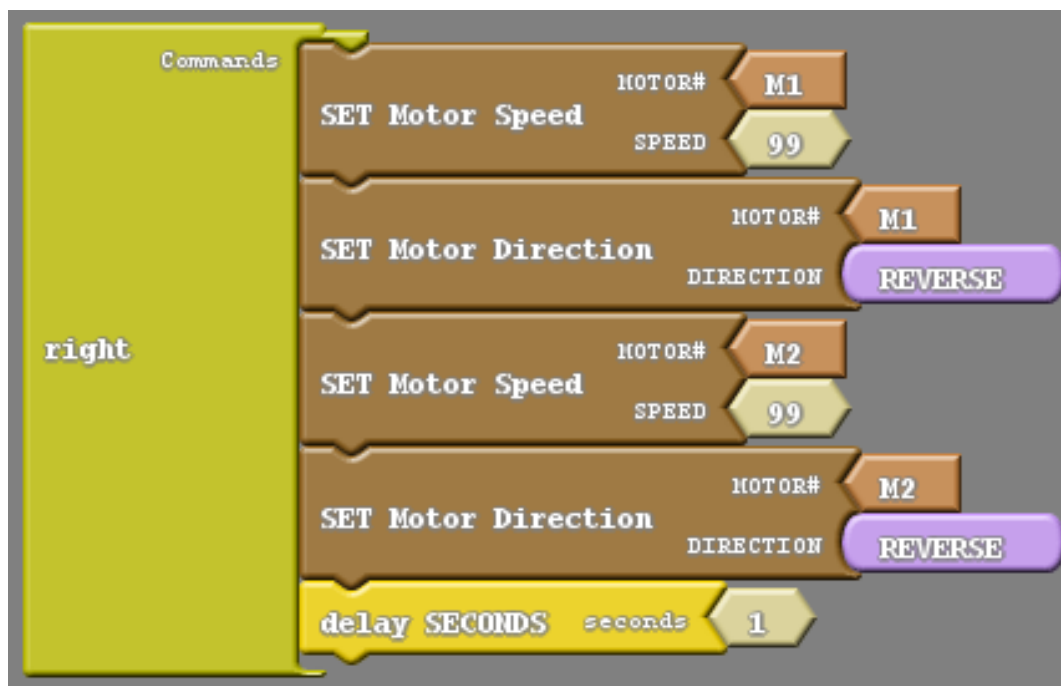 Commands
MOTOR# M1
SET Motor Speed
SPEED 99
MOTOR# M1
SET Motor Direction
DIRECTION REVERSE
right
MOTOR# M2
SET Motor Speed
SPEED 99
MOTOR# M2
SET Motor Direction
DIRECTION REVERSE
delay SECONDS seconds 1